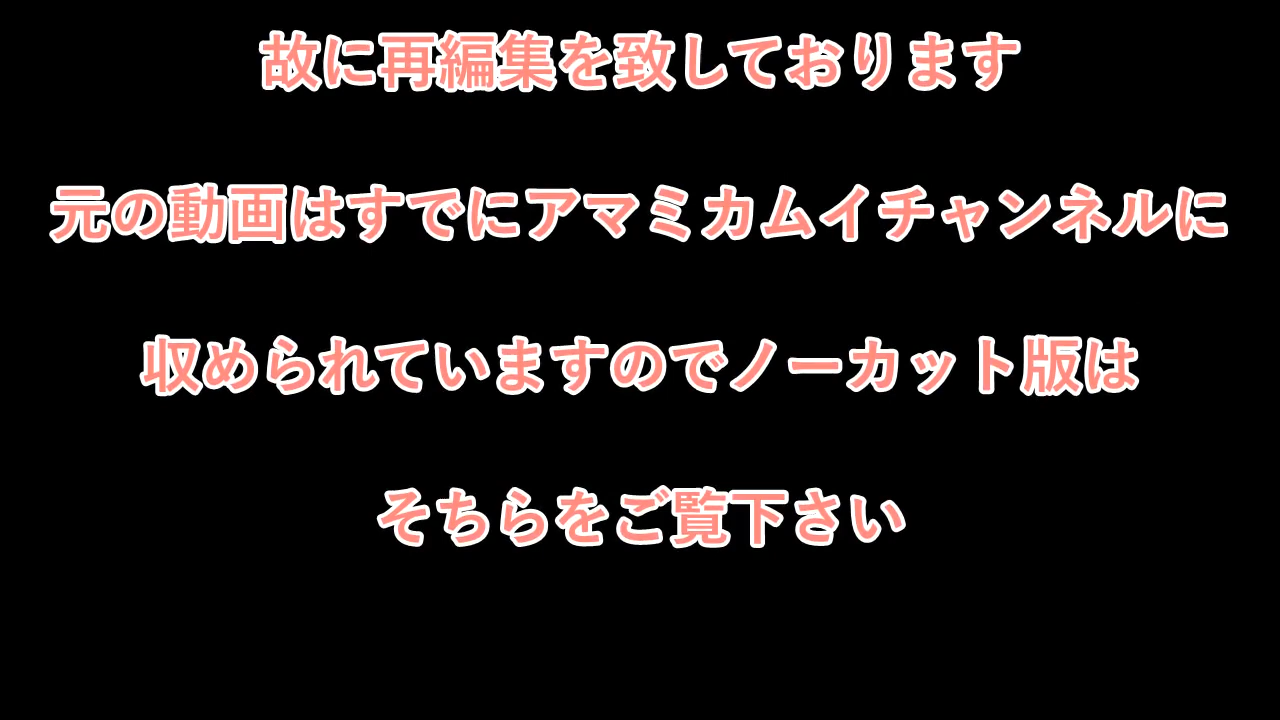 故に再編集を致しております
元の動画はすでにアマミカムイチャンネルに
収められていますのでノーカット版は
そちらをご覧下さい